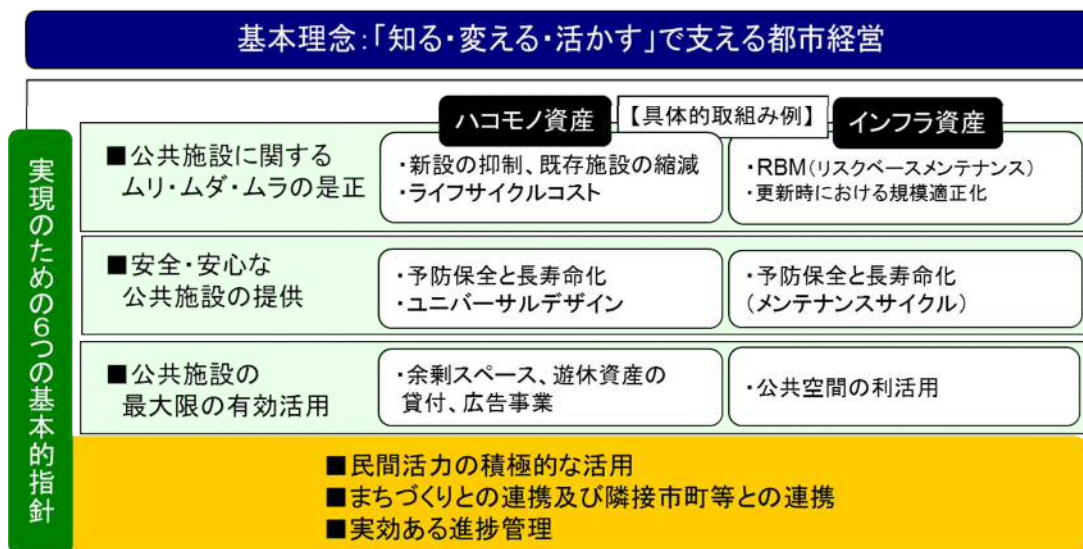 基本理念:「知る・変える・活かす」で支える都市経営
ハコモノ資産
【具体的取組み例】
インフラ資産
実現のための6つの基本的指針
■公共施設に関する
ムリ・ムダ・ムラの是正
・新設の抑制、既存施設の縮減
・ライフサイクルコスト
・RBM(リスクベースメンテナンス)
・更新時における規模適正化
■安全・安心な
公共施設の提供
・予防保全と長寿命化
・ユニバーサルデザイン
・予防保全と長寿命化
(メンテナンスサイクル)
■公共施設の
最大限の有効活用
・余剰スペース、遊休資産の
貸付、広告事業
・公共空間の利活用
■民間活力の積極的な活用
■まちづくりとの連携及び隣接市町等との連携
■実効ある進捗管理